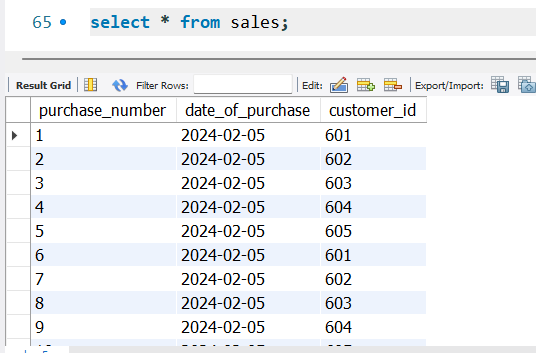 65 select * from sales;
Result Grid Filter Rows: Edit: Export/Import:
purchase_number date_of_purchase customer_id
1 2024-02-05 601
2 2024-02-05 602
3 2024-02-05 603
4 2024-02-05 604
5 2024-02-05 605
6 2024-02-05 601
7 2024-02-05 602
8 2024-02-05 603
9 2024-02-05 604